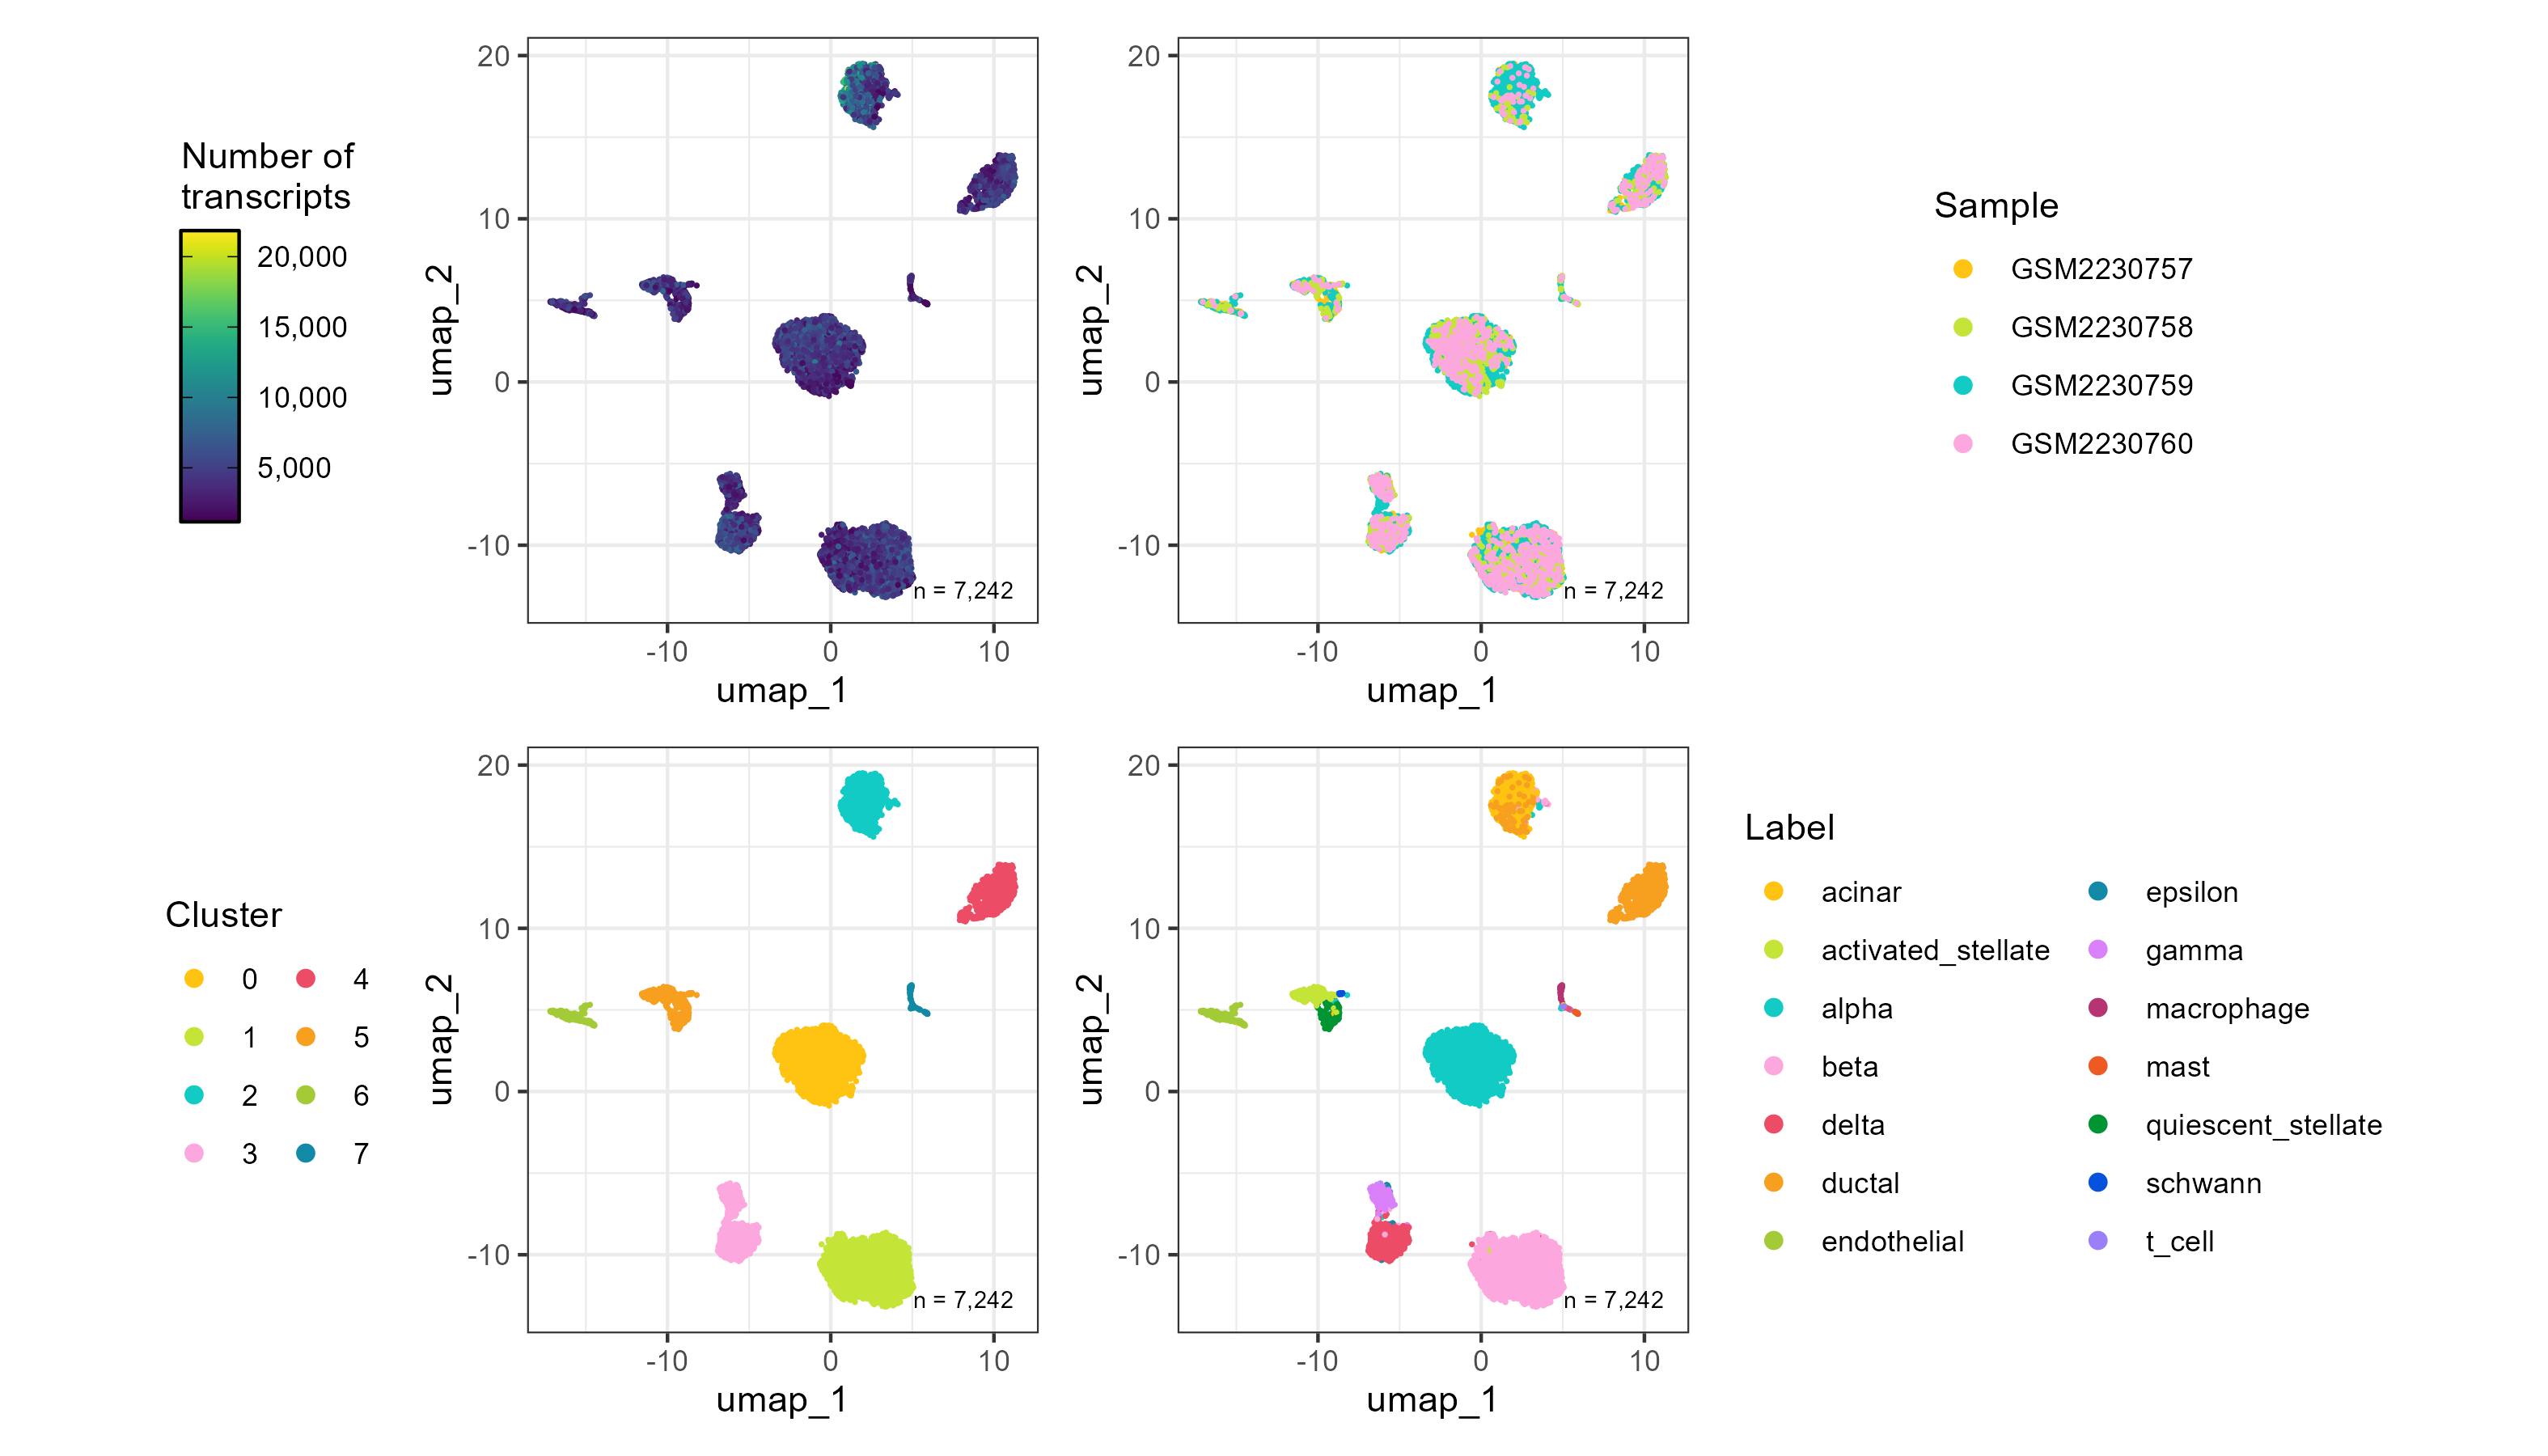 Number of
transcripts
20,000
15,000
10,000
5,000
umap_2
20
10
0
-10
n = 7,242
-10
0
10
umap_1
umap_2
20
10
0
-10
n = 7,242
-10
0
10
umap_1
Sample
GSM2230757
GSM2230758
GSM2230759
GSM2230760
Cluster
0
4
1
5
2
6
3
7
umap_2
20
10
0
-10
n = 7,242
-10
0
10
umap_1
umap_2
20
10
0
-10
n = 7,242
-10
0
10
umap_1
Label
acinar
epsilon
activated_stellate
gamma
alpha
macrophage
beta
mast
delta
quiescent_stellate
ductal
schwann
endothelial
t_cell